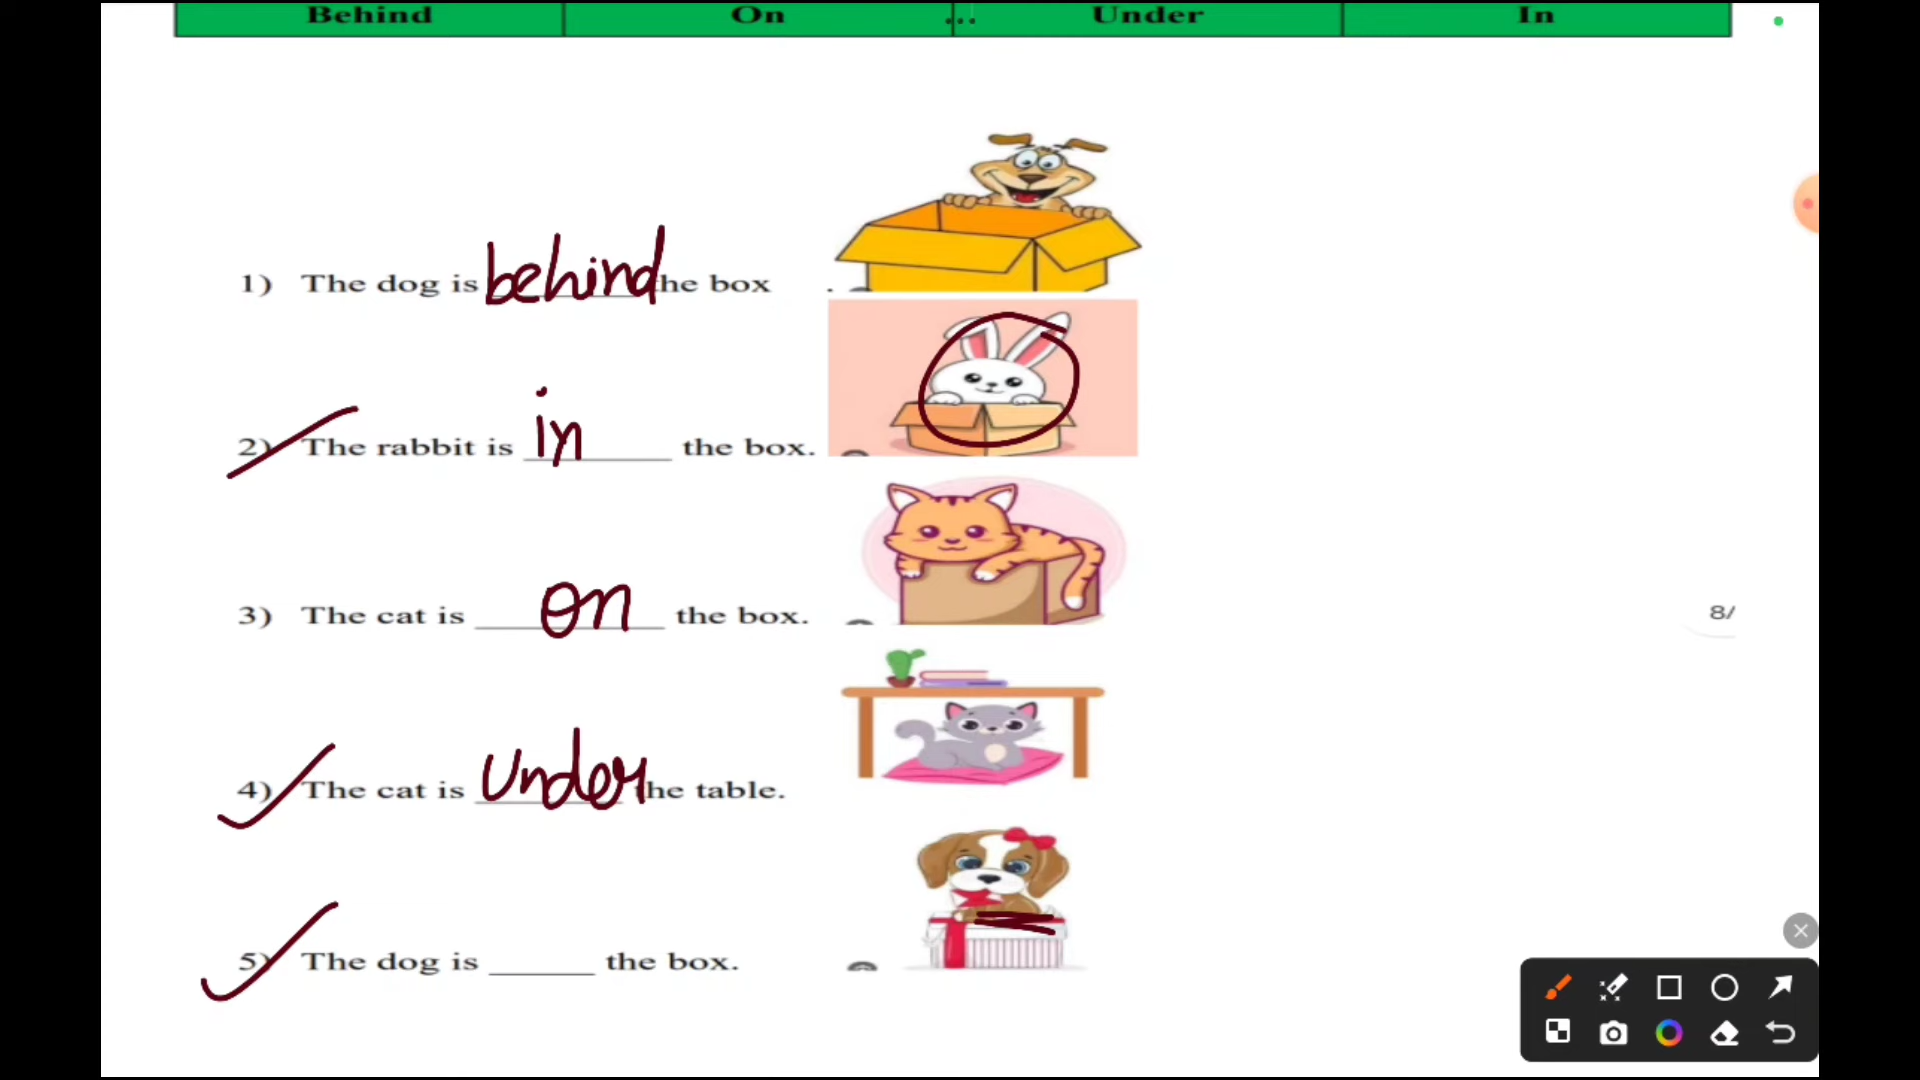 Behind On ... Under In
1) The dog is behind the box
2) The rabbit is in the box.
3) The cat is on the box.
8/
4) The cat is under the table.
5) The dog is ______ the box.